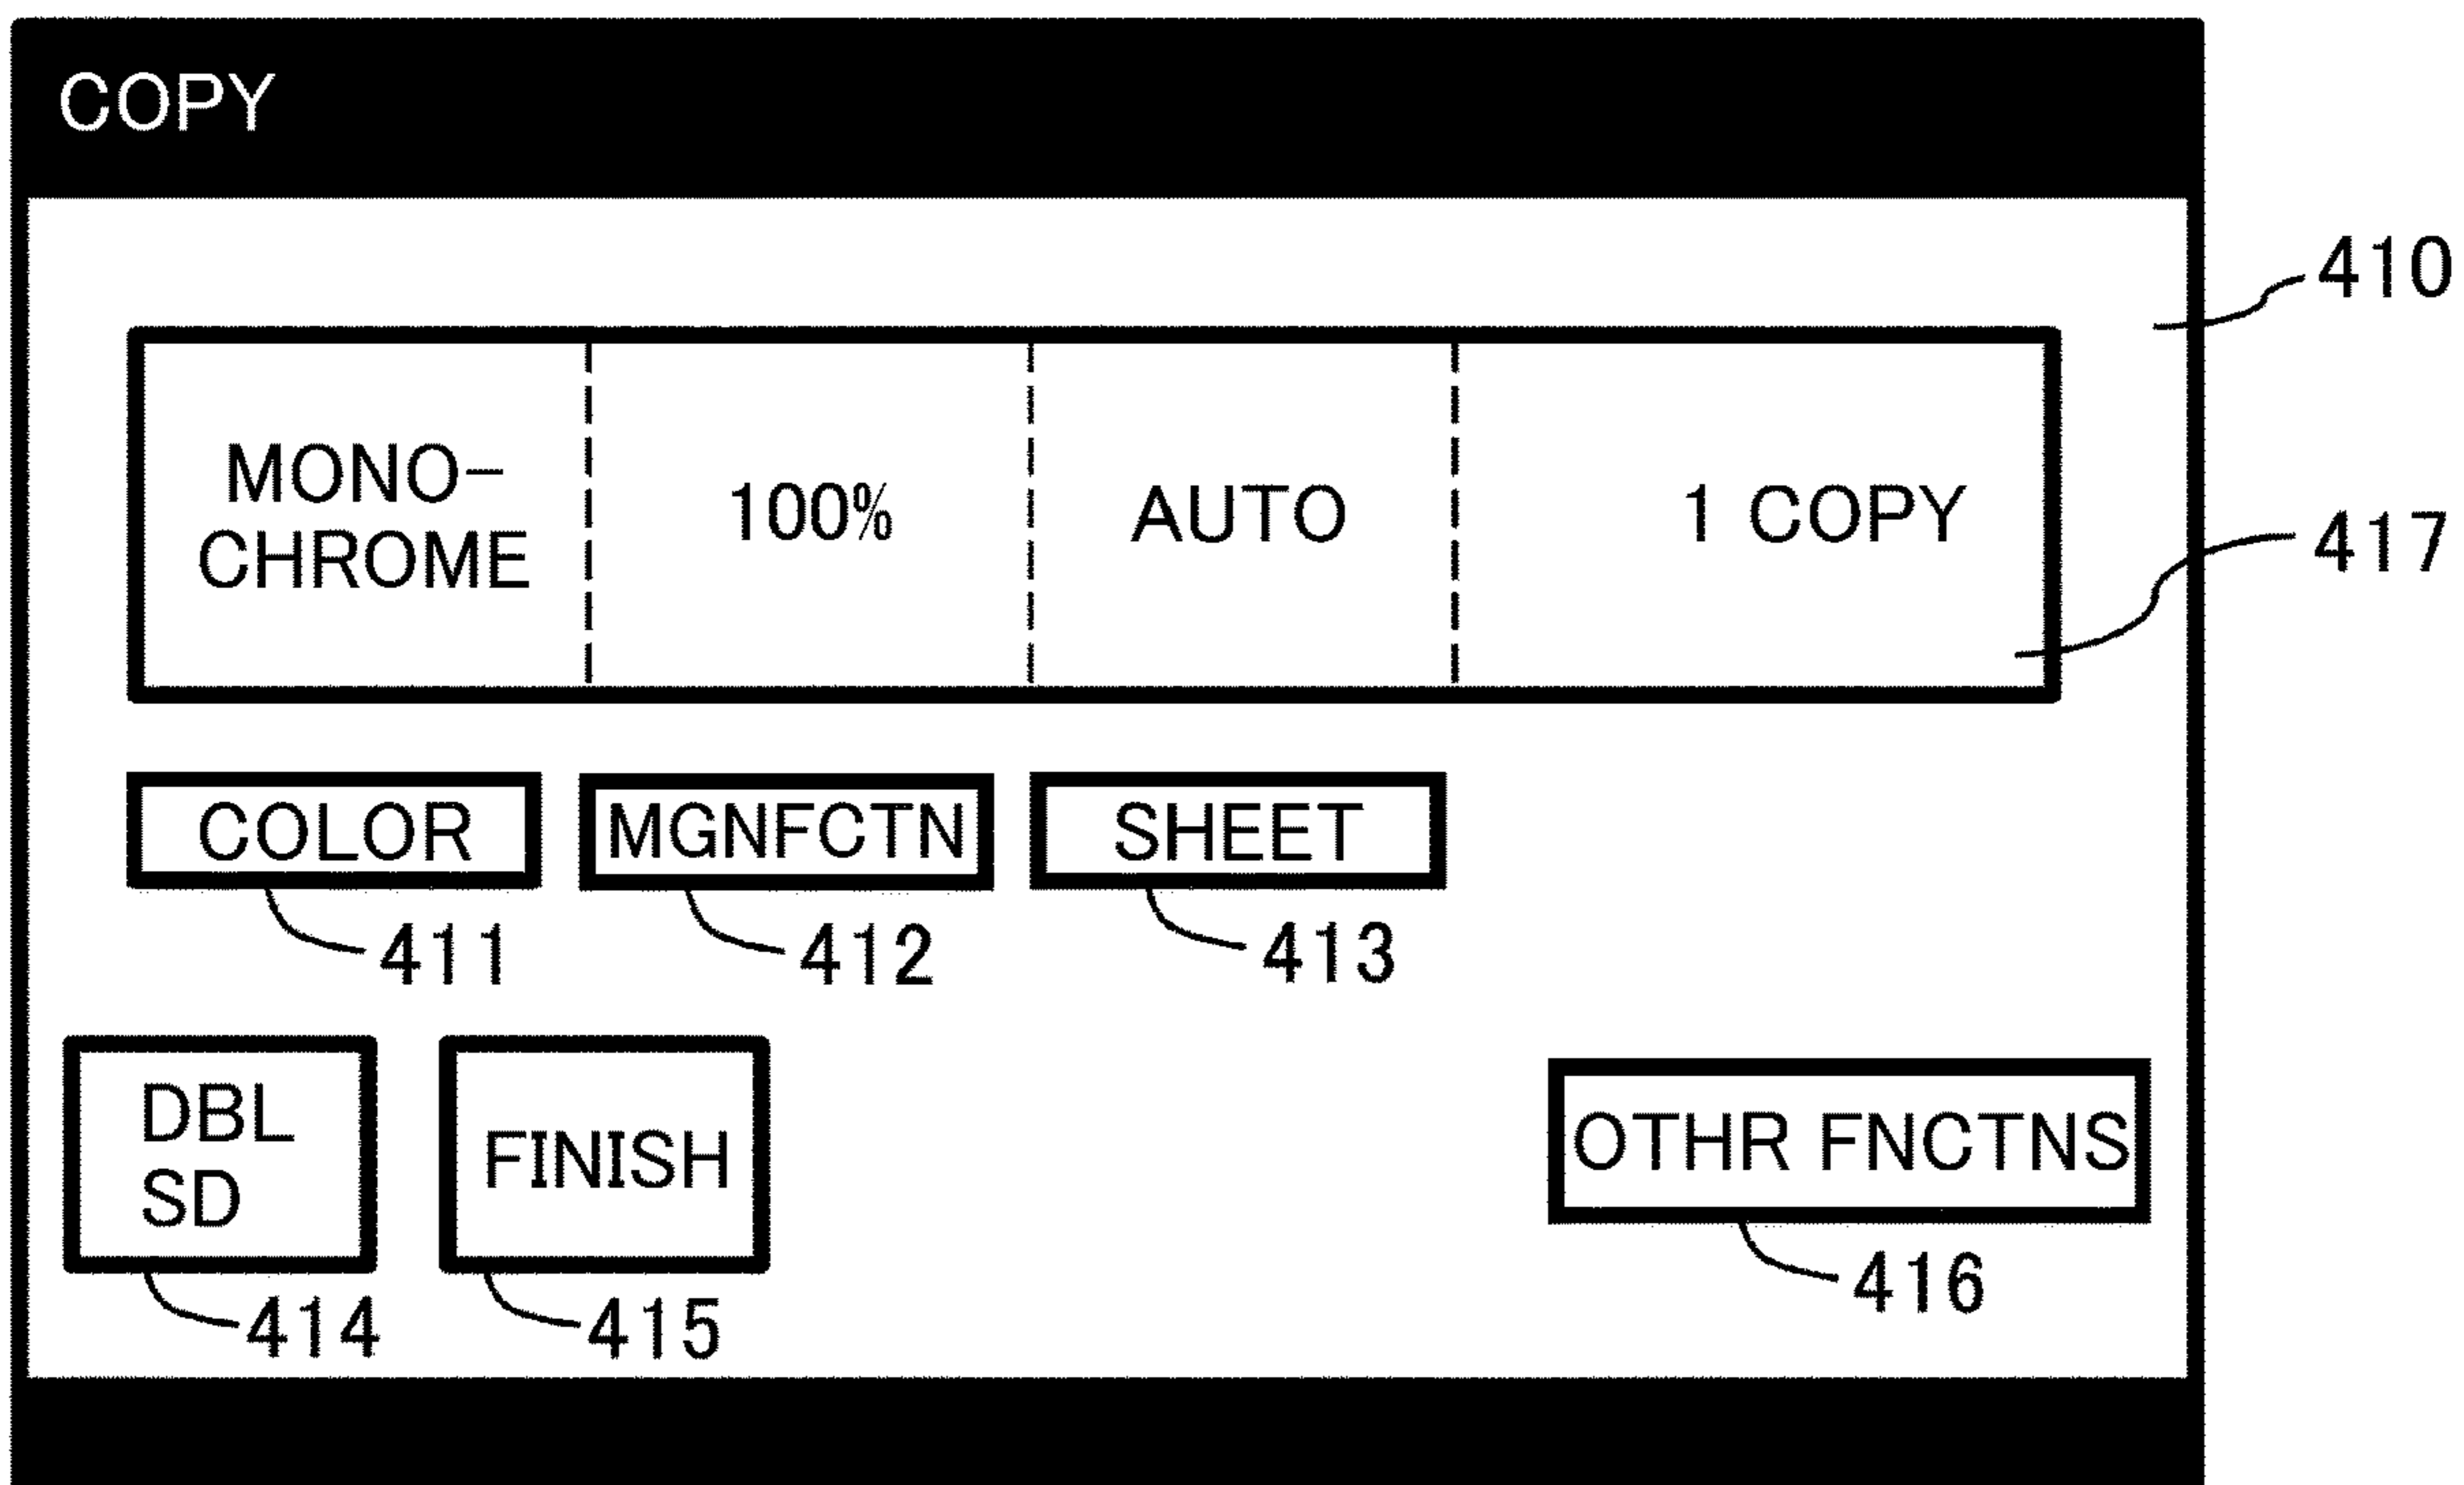 COPY
410
MONO-
CHROME
100%
AUTO
1 COPY
417
COLOR
MGNFCTN
SHEET
411
412
413
DBL
SD
FINISH
OTHR FNCTNS
414
415
416